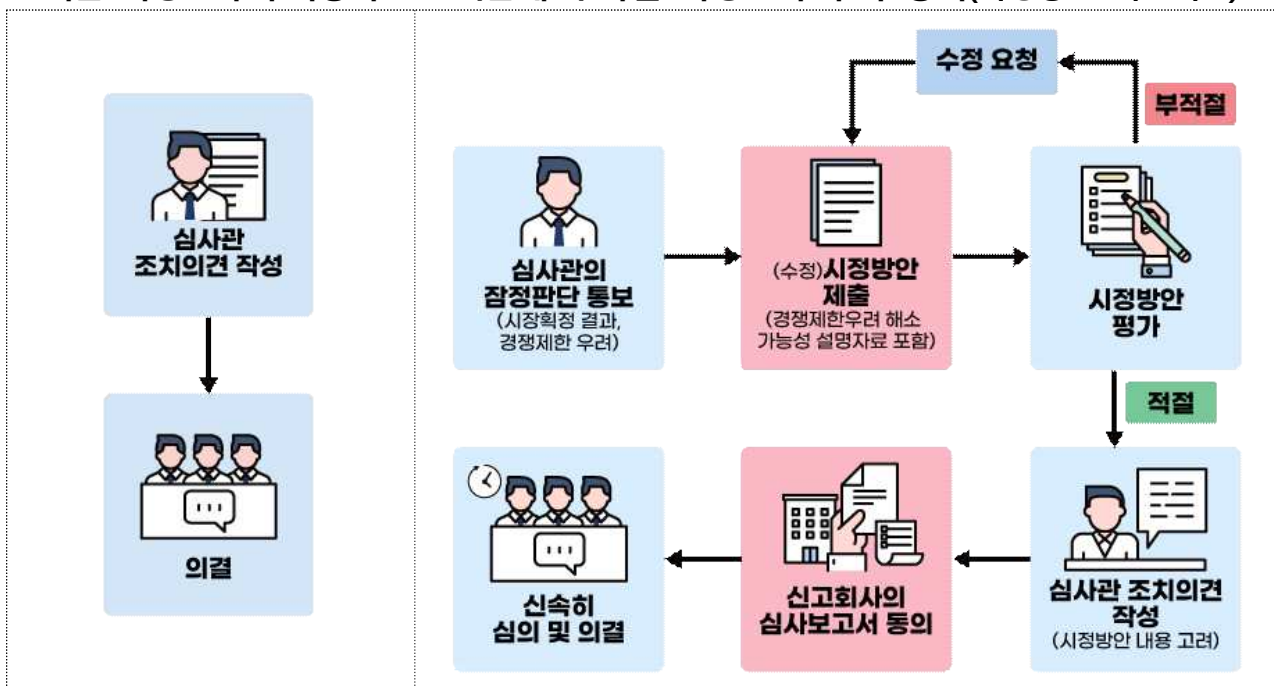 심사관
조치의견 작성
의결
수정 요청
부적절
심사관의
잠정판단 통보
(시장획정 결과,
경쟁제한 우려)
(수정)시정방안
제출
(경쟁제한우려 해소
가능성 설명자료 포함)
시정방안
평가
적절
심사관 조치의견
작성
(시정방안 내용 고려)
신고회사의
심사보고서 동의
신속히
심의 및 의결